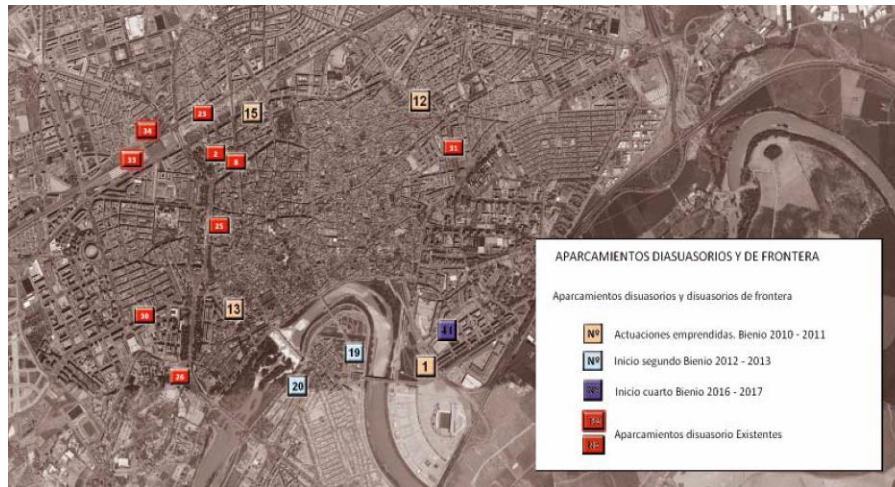 12
23
15
34
31
2
33
8
25
13
30
41
19
1
26
20
APARCAMIENTOS DIASUASORIOS Y DE FRONTERA
Aparcamientos disuasorios y disuasorios de frontera
Nº Actuaciones emprendidas. Bienio 2010 - 2011
Nº Inicio segundo Bienio 2012 - 2013
Inicio cuarto Bienio 2016 - 2017
Aparcamientos disuasorio Existentes